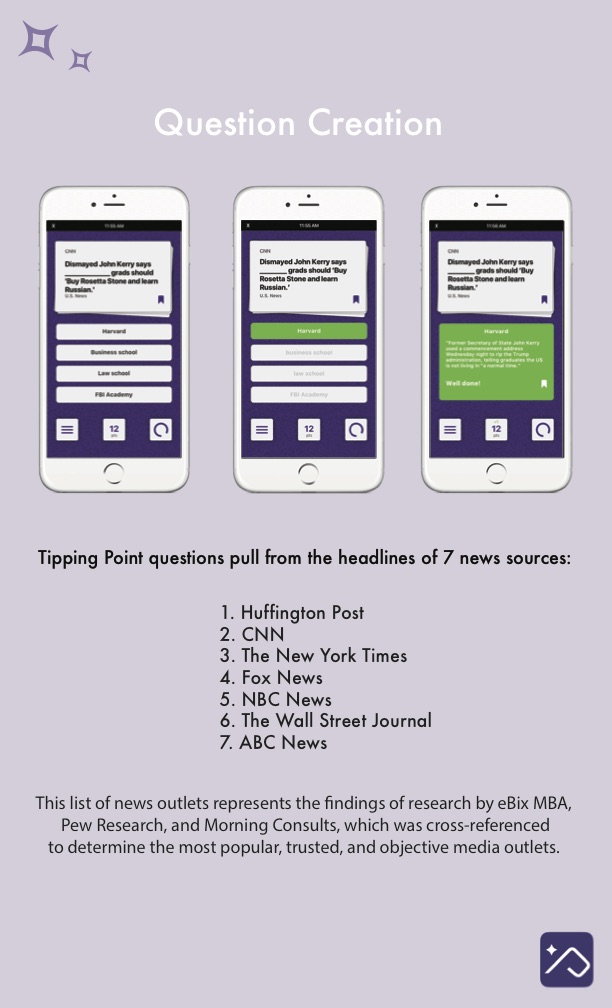 Question Creation
11:55 AM
CNN
Dismayed John Kerry says
________ grads should
'Buy Rosetta Stone and learn
Russian.'
U.S. News
Harvard
Business school
Law school
FBI Academy
12
pts
11:55 AM
CNN
Dismayed John Kerry says
_______ grads should 'Buy
Rosetta Stone and learn
Russian.'
U.S. News
Harvard
business school
law school
FBI Academy
12
pts
11:55 AM
CNN
Dismayed John Kerry says
_______ grads should 'Buy
Rosetta Stone and learn
Russian.'
U.S. News
Harvard
"Former Secretary of State John Kerry
used a commencement address
Wednesday night to rip the Trump
administration, telling graduates the US
is not living in "a normal time."
Well done!
12
pts
Tipping Point questions pull from the headlines of 7 news sources:
1. Huffington Post
2. CNN
3. The New York Times
4. Fox News
5. NBC News
6. The Wall Street Journal
7. ABC News
This list of news outlets represents the findings of research by eBix MBA,
Pew Research, and Morning Consults, which was cross-referenced
to determine the most popular, trusted, and objective media outlets.